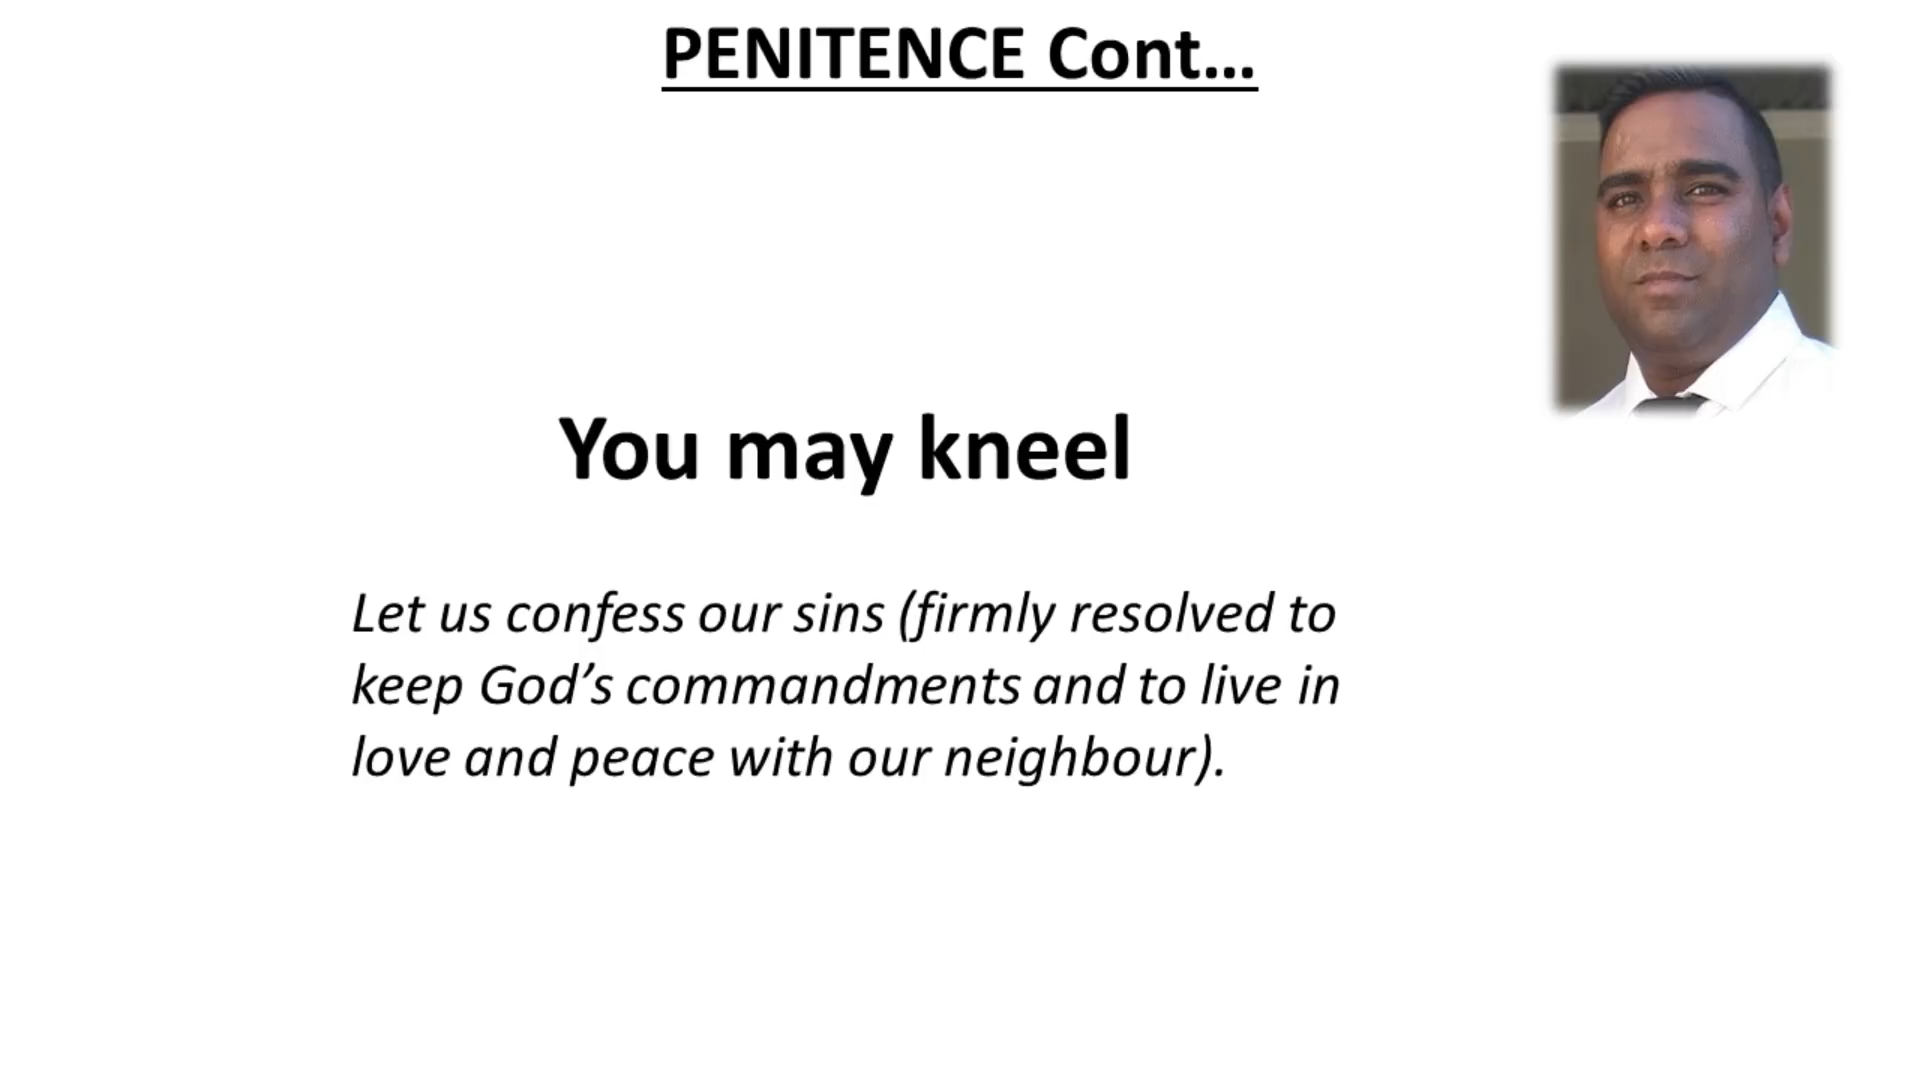 PENITENCE Cont...
You may kneel
Let us confess our sins (firmly resolved to
keep God’s commandments and to live in
love and peace with our neighbour).